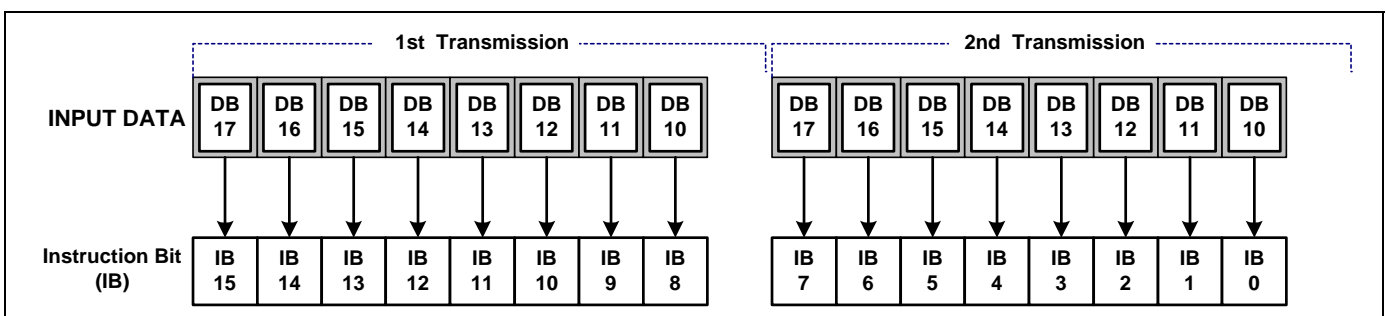 1st Transmission 2nd Transmission
INPUT DATA DB 17 DB 16 DB 15 DB 14 DB 13 DB 12 DB 11 DB 10 DB 17 DB 16 DB 15 DB 14 DB 13 DB 12 DB 11 DB 10
Instruction Bit (IB) IB 15 IB 14 IB 13 IB 12 IB 11 IB 10 IB 9 IB 8 IB 7 IB 6 IB 5 IB 4 IB 3 IB 2 IB 1 IB 0